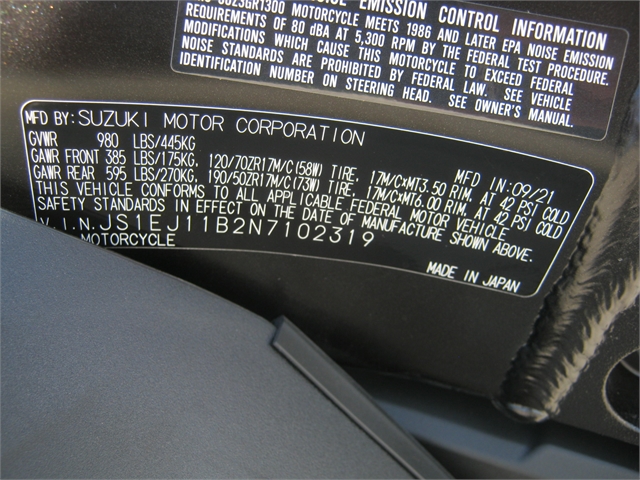 EMISSION CONTROL INFORMATION
GR1300 MOTORCYCLE MEETS 1986 AND LATER EPA NOISE EMISSION
REQUIREMENTS OF 80 dBA AT 5,300 RPM BY THE FEDERAL TEST PROCEDURE.
MODIFICATIONS WHICH CAUSE THIS MOTORCYCLE TO EXCEED FEDERAL
NOISE STANDARDS ARE PROHIBITED BY FEDERAL LAW. SEE VEHICLE
IDENTIFICATION NUMBER ON STEERING HEAD. SEE OWNER'S MANUAL.
MFD BY: SUZUKI MOTOR CORPORATION
GVWR 980 LBS/445KG MFD IN: 09/21
GAWR FRONT 385 LBS/175KG, 120/70ZR17M/C(58W) TIRE, 17M/C×MT3.50 RIM, AT 42 PSI COLD
GAWR REAR 595 LBS/270KG, 190/50ZR17M/C(73W) TIRE, 17M/C×MT6.00 RIM, AT 42 PSI COLD
THIS VEHICLE CONFORMS TO ALL APPLICABLE FEDERAL MOTOR VEHICLE
SAFETY STANDARDS IN EFFECT ON THE DATE OF MANUFACTURE SHOWN ABOVE.
V.I.N. JS1EJ11B2N7102319
MOTORCYCLE MADE IN JAPAN